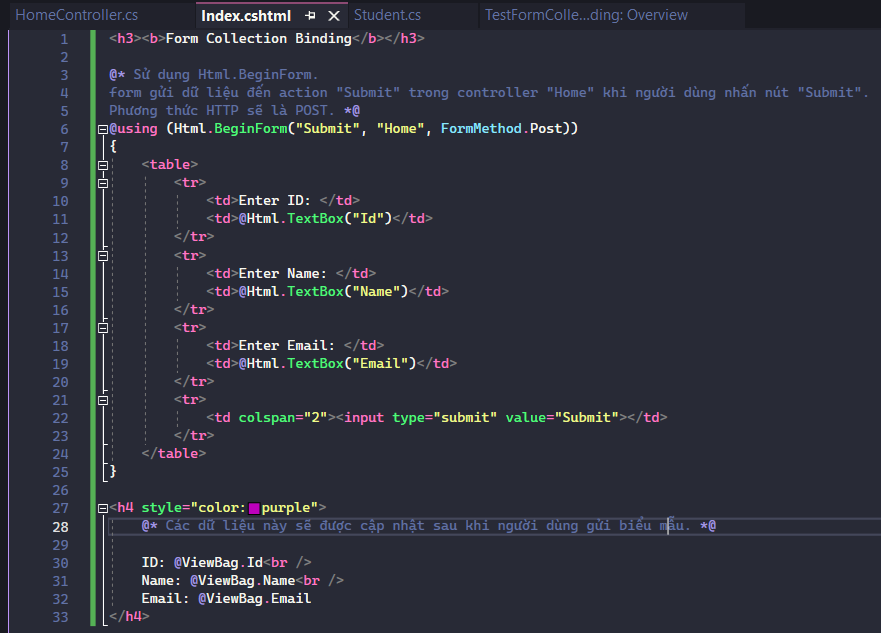 HomeController.cs Index.cshtml Student.cs TestFormColle...ding: Overview
1 <h3><b>Form Collection Binding</b></h3>
2
3 @* Sử dụng Html.BeginForm.
4 form gửi dữ liệu đến action "Submit" trong controller "Home" khi người dùng nhấn nút "Submit".
5 Phương thức HTTP sẽ là POST. *@
6 @using (Html.BeginForm("Submit", "Home", FormMethod.Post))
7 {
8 <table>
9 <tr>
10 <td>Enter ID: </td>
11 <td>@Html.TextBox("Id")</td>
12 </tr>
13 <tr>
14 <td>Enter Name: </td>
15 <td>@Html.TextBox("Name")</td>
16 </tr>
17 <tr>
18 <td>Enter Email: </td>
19 <td>@Html.TextBox("Email")</td>
20 </tr>
21 <tr>
22 <td colspan="2"><input type="submit" value="Submit"></td>
23 </tr>
24 </table>
25 }
26
27 <h4 style="color:purple">
28 @* Các dữ liệu này sẽ được cập nhật sau khi người dùng gửi biểu mẫu. *@
29
30 ID: @ViewBag.Id<br />
31 Name: @ViewBag.Name<br />
32 Email: @ViewBag.Email
33 </h4>